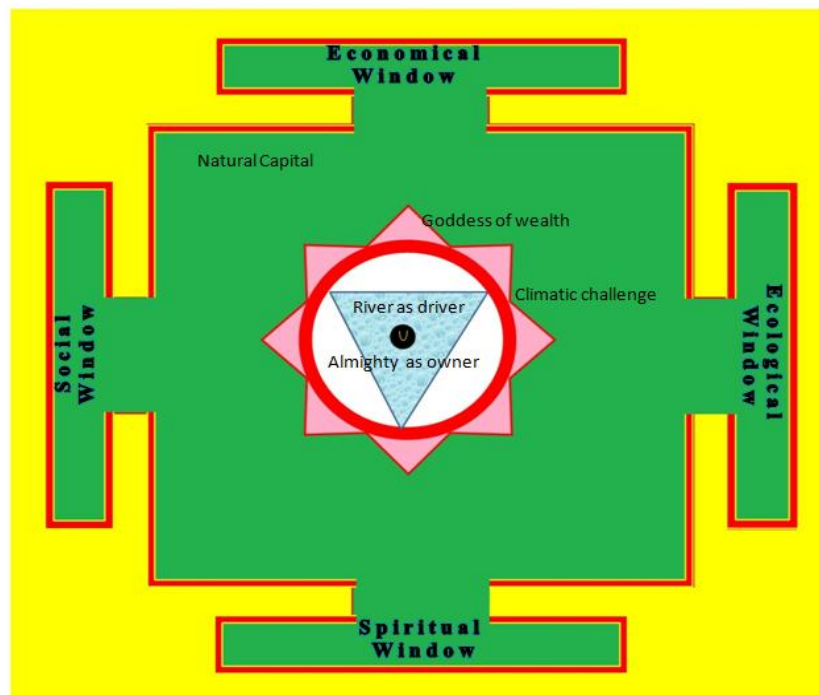 Economical
Window
Natural Capital
Goddess of wealth
Climatic challenge
River as driver
Almighty as owner
Social
Window
Ecological
Window
Spiritual
Window